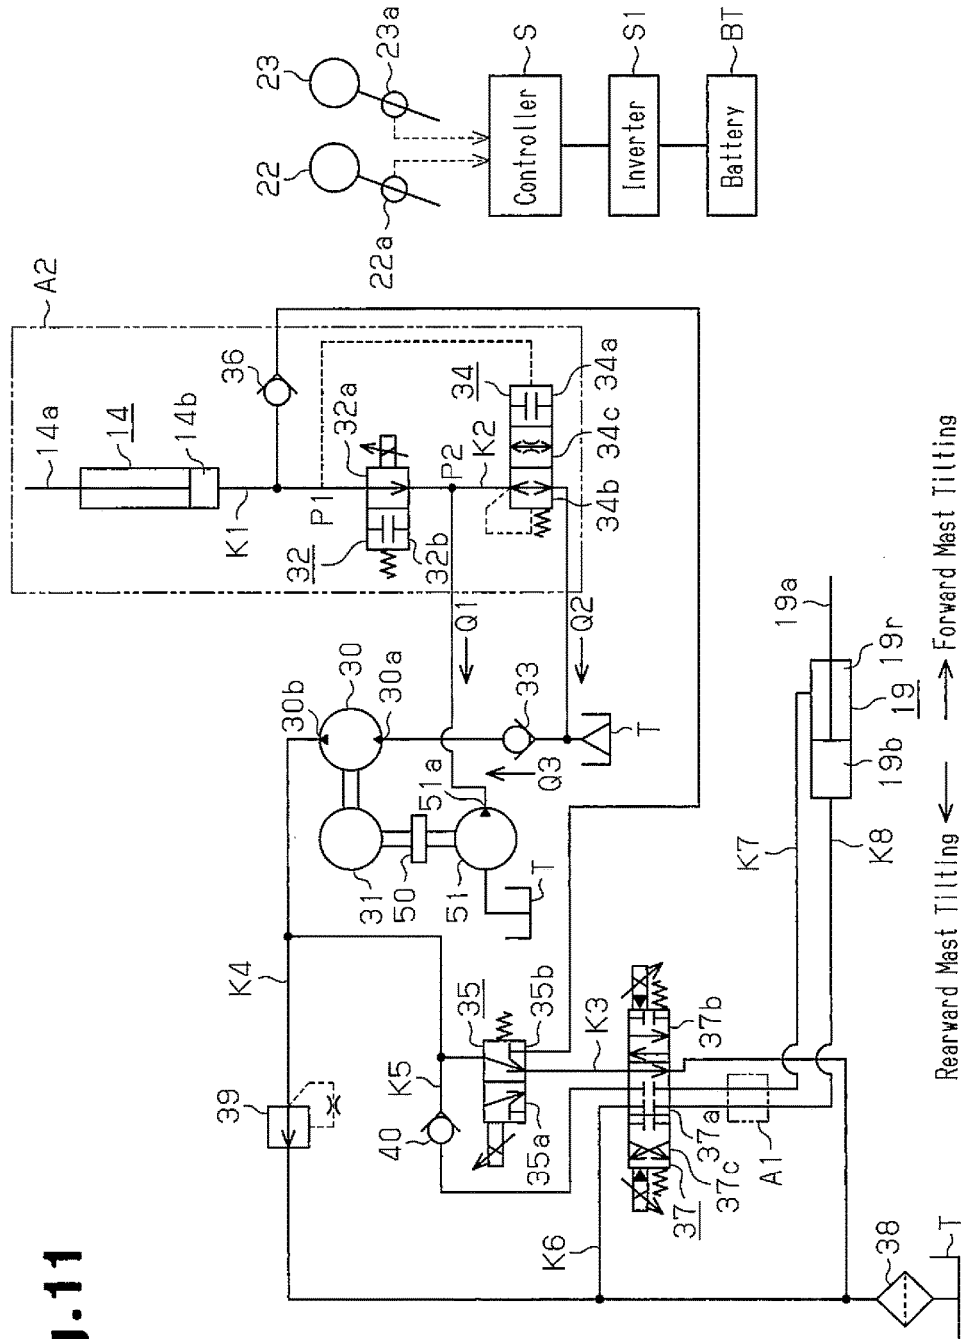 g.11
23
23a
22
22a
S
Controller
S1
Inverter
BT
Battery
A2
14a
14
14b
36
K1
P1
32a
32
32b
P2
K2
34
34a
34c
34b
Q1
Q2
30b
30
30a
33
T
Q3
31
50
51
51a
T
K4
39
K5
40
35
35b
35a
K3
37b
37a
37c
37
A1
K6
38
T
K7
K8
19a
19r
19
19b
Rearward Mast Tilting
Forward Mast Tilting